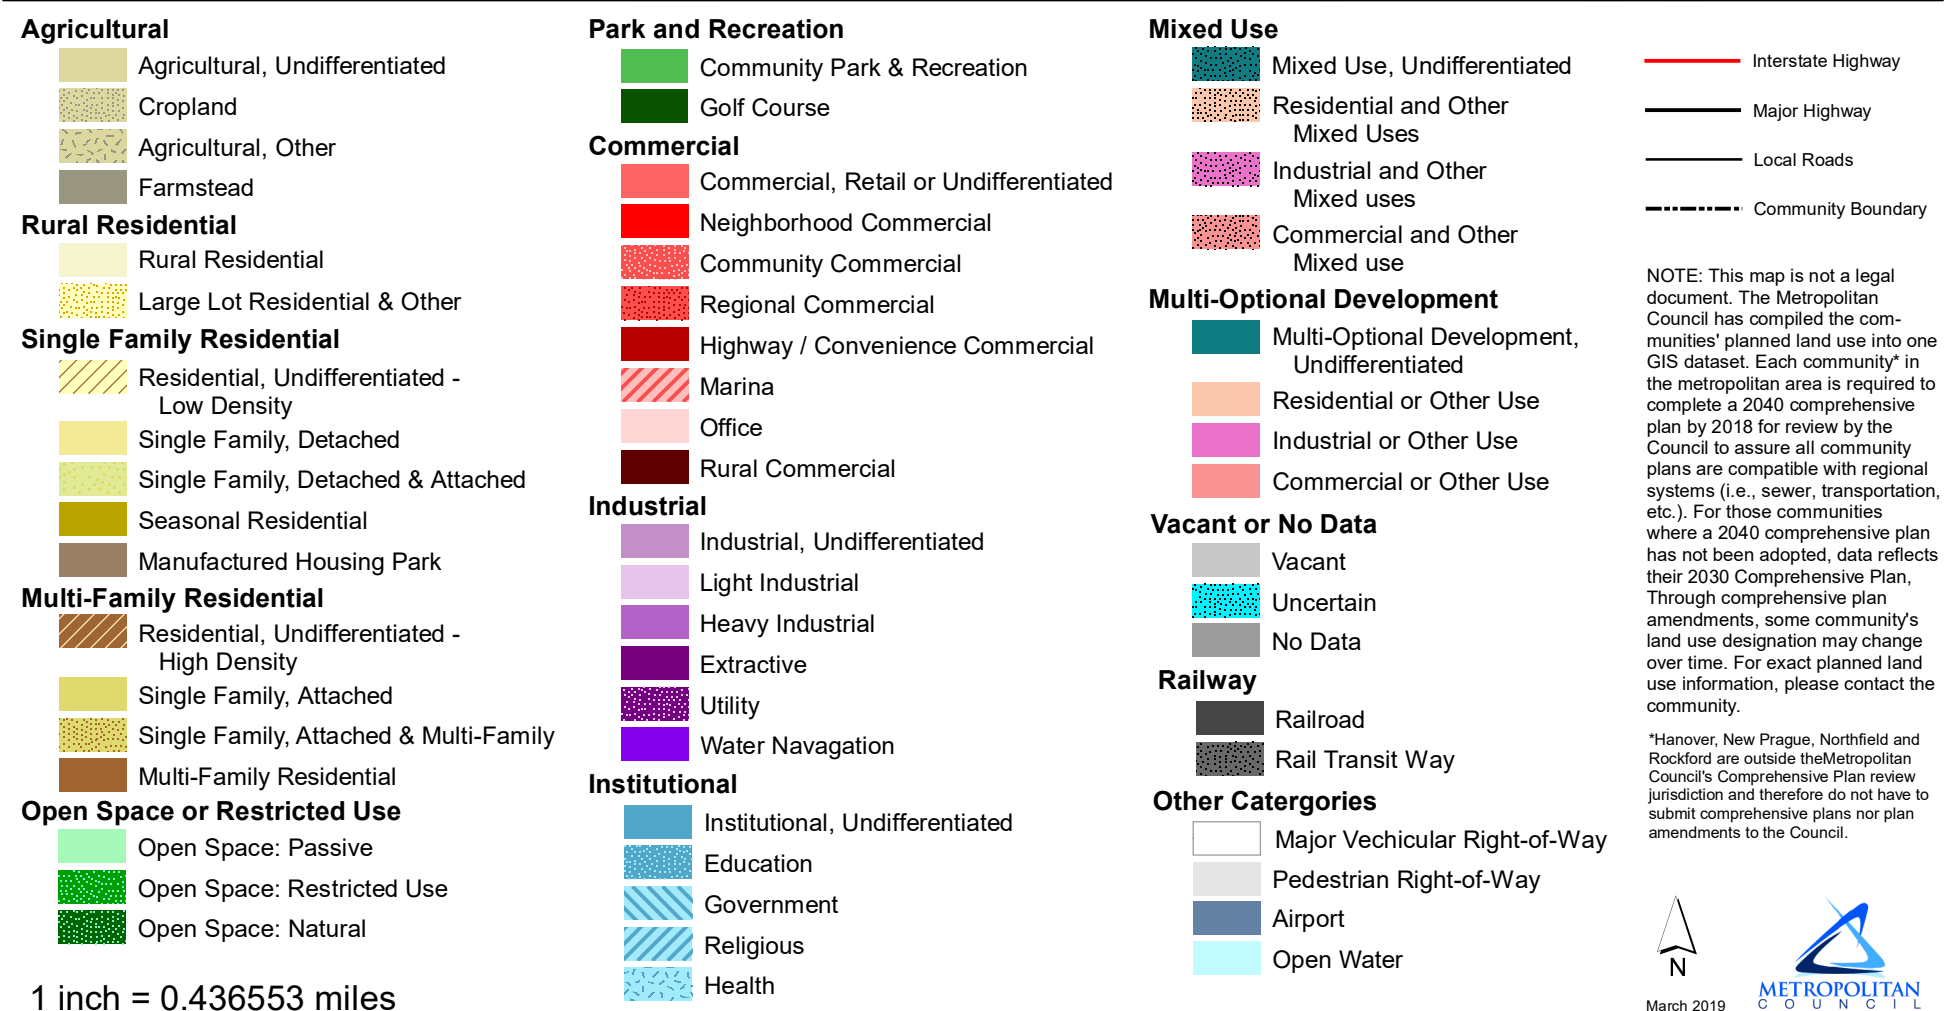 Agricultural
Agricultural, Undifferentiated
Cropland
Agricultural, Other
Farmstead
Rural Residential
Rural Residential
Large Lot Residential & Other
Single Family Residential
Residential, Undifferentiated -
Low Density
Single Family, Detached
Single Family, Detached & Attached
Seasonal Residential
Manufactured Housing Park
Multi-Family Residential
Residential, Undifferentiated -
High Density
Single Family, Attached
Single Family, Attached & Multi-Family
Multi-Family Residential
Open Space or Restricted Use
Open Space: Passive
Open Space: Restricted Use
Open Space: Natural
1 inch = 0.436553 miles
Park and Recreation
Community Park & Recreation
Golf Course
Commercial
Commercial, Retail or Undifferentiated
Neighborhood Commercial
Community Commercial
Regional Commercial
Highway / Convenience Commercial
Marina
Office
Rural Commercial
Industrial
Industrial, Undifferentiated
Light Industrial
Heavy Industrial
Extractive
Utility
Water Navagation
Institutional
Institutional, Undifferentiated
Education
Government
Religious
Health
Mixed Use
Mixed Use, Undifferentiated
Residential and Other
Mixed Uses
Industrial and Other
Mixed uses
Commercial and Other
Mixed use
Multi-Optional Development
Multi-Optional Development,
Undifferentiated
Residential or Other Use
Industrial or Other Use
Commercial or Other Use
Vacant or No Data
Vacant
Uncertain
No Data
Railway
Railroad
Rail Transit Way
Other Catergories
Major Vechicular Right-of-Way
Pedestrian Right-of-Way
Airport
Open Water
Interstate Highway
Major Highway
Local Roads
Community Boundary
NOTE: This map is not a legal
document. The Metropolitan
Council has compiled the com-
munities' planned land use into one
GIS dataset. Each community* in
the metropolitan area is required to
complete a 2040 comprehensive
plan by 2018 for review by the
Council to assure all community
plans are compatible with regional
systems (i.e., sewer, transportation,
etc.). For those communities
where a 2040 comprehensive plan
has not been adopted, data reflects
their 2030 Comprehensive Plan,
Through comprehensive plan
amendments, some community's
land use designation may change
over time. For exact planned land
use information, please contact the
community.
*Hanover, New Prague, Northfield and
Rockford are outside theMetropolitan
Council's Comprehensive Plan review
jurisdiction and therefore do not have to
submit comprehensive plans nor plan
amendments to the Council.
N
March 2019
METROPOLITAN
COUNCIL